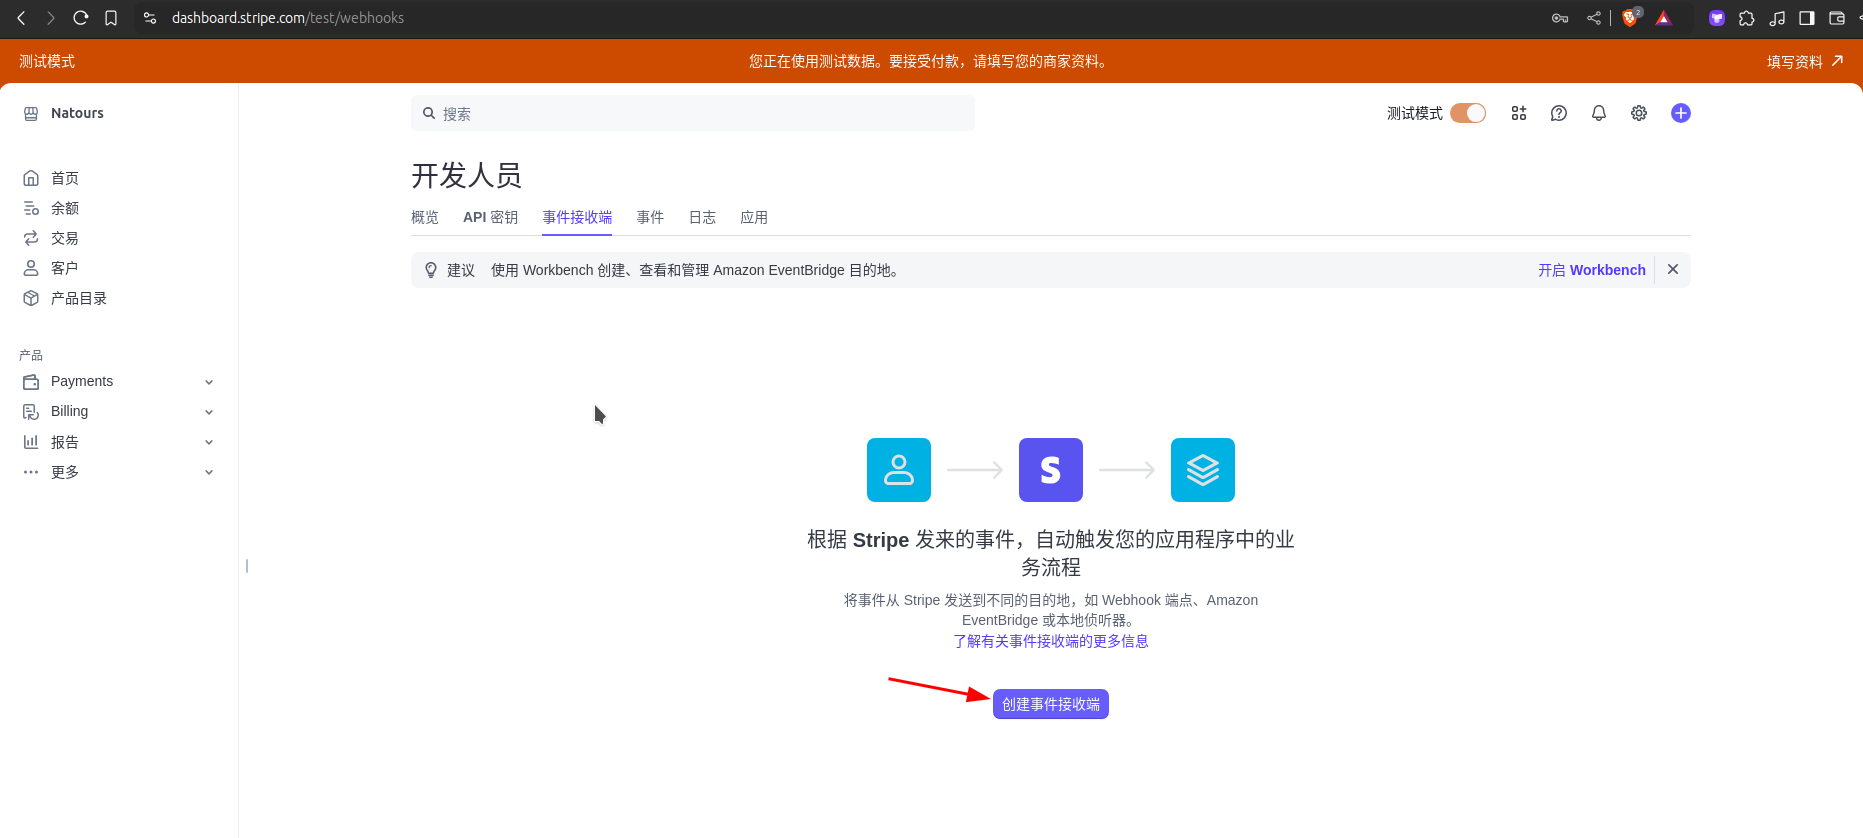 dashboard.stripe.com/test/webhooks
2
测试模式
您正在使用测试数据。要接受付款，请填写您的商家资料。
填写资料
Natours
搜索
测试模式
首页
余额
交易
客户
产品目录
产品
Payments
Billing
报告
更多
开发人员
概览 API 密钥 事件接收端 事件 日志 应用
建议 使用 Workbench 创建、查看和管理 Amazon EventBridge 目的地。
开启 Workbench
S
根据 Stripe 发来的事件，自动触发您的应用程序中的业
务流程
将事件从 Stripe 发送到不同的目的地，如 Webhook 端点、Amazon
EventBridge 或本地侦听器。
了解有关事件接收端的更多信息
创建事件接收端